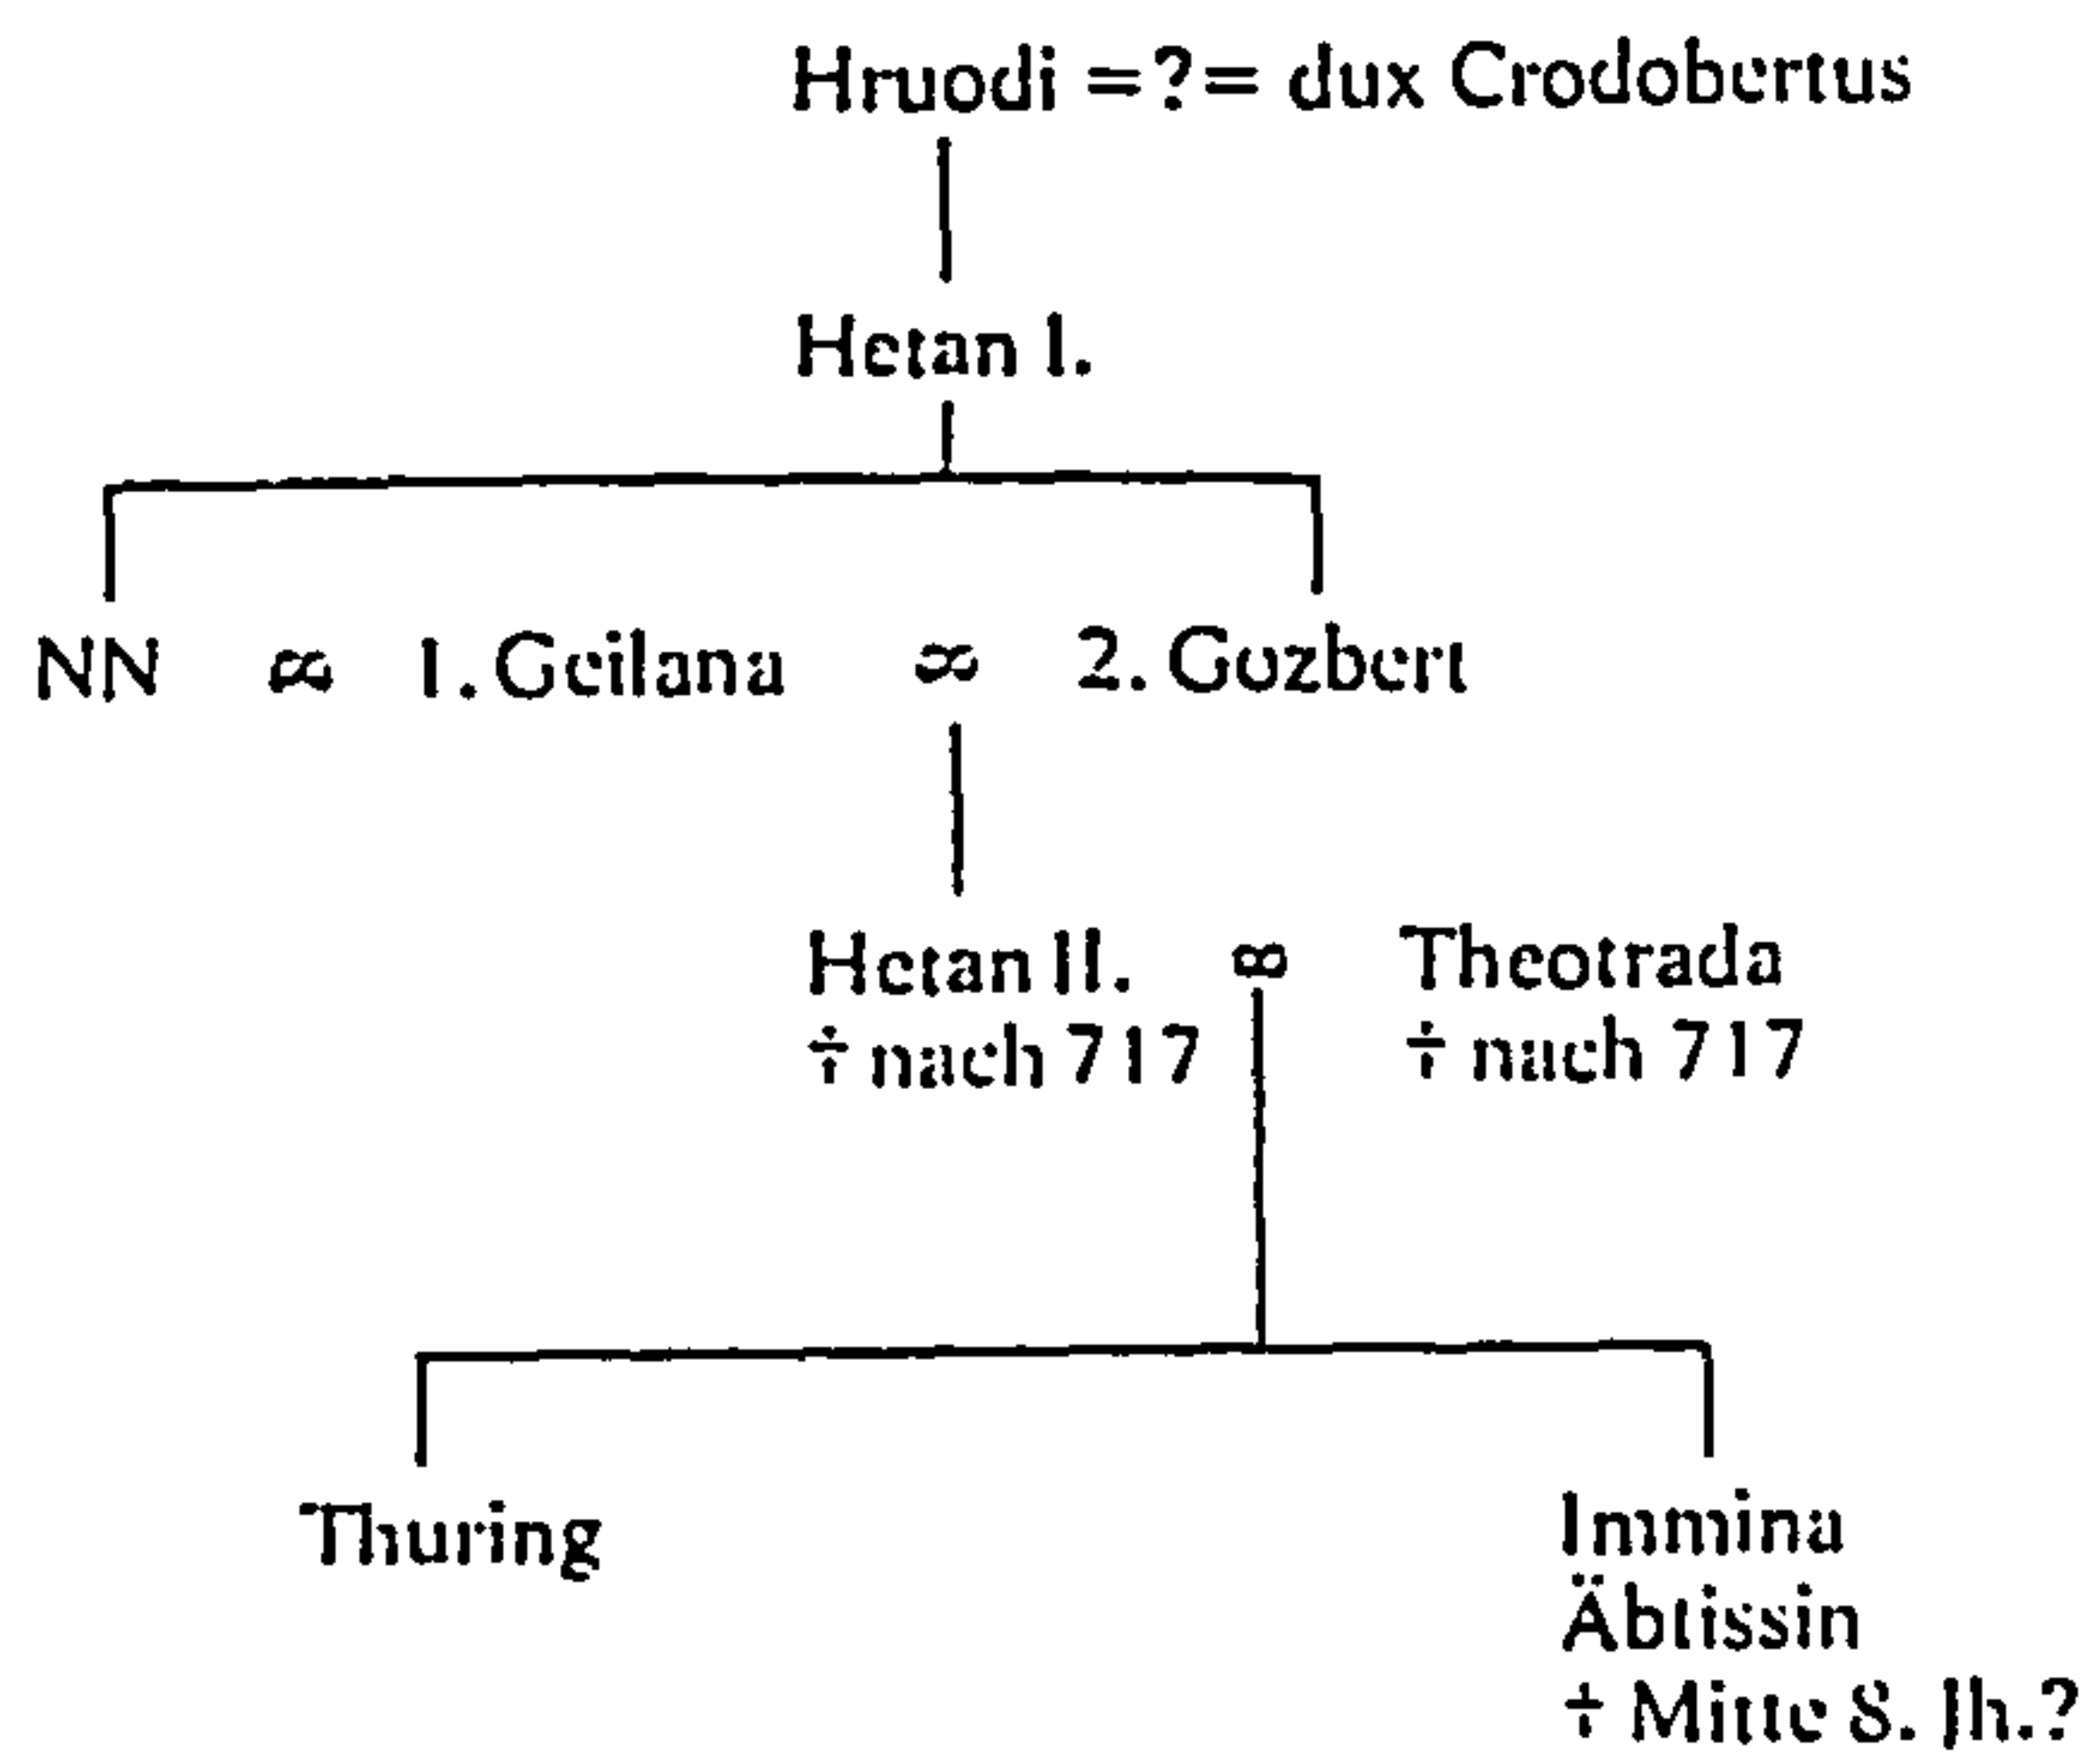 Hruodi =?= dux Crodobertus
Hetan I.
NN ∞ 1. Geilana ∞ 2. Gozbert
Hetan II. ∞ Theotrada
† nach 717 † nach 717
Thuring
Immina
Äbtissin
† Mitte 8. Jh.?